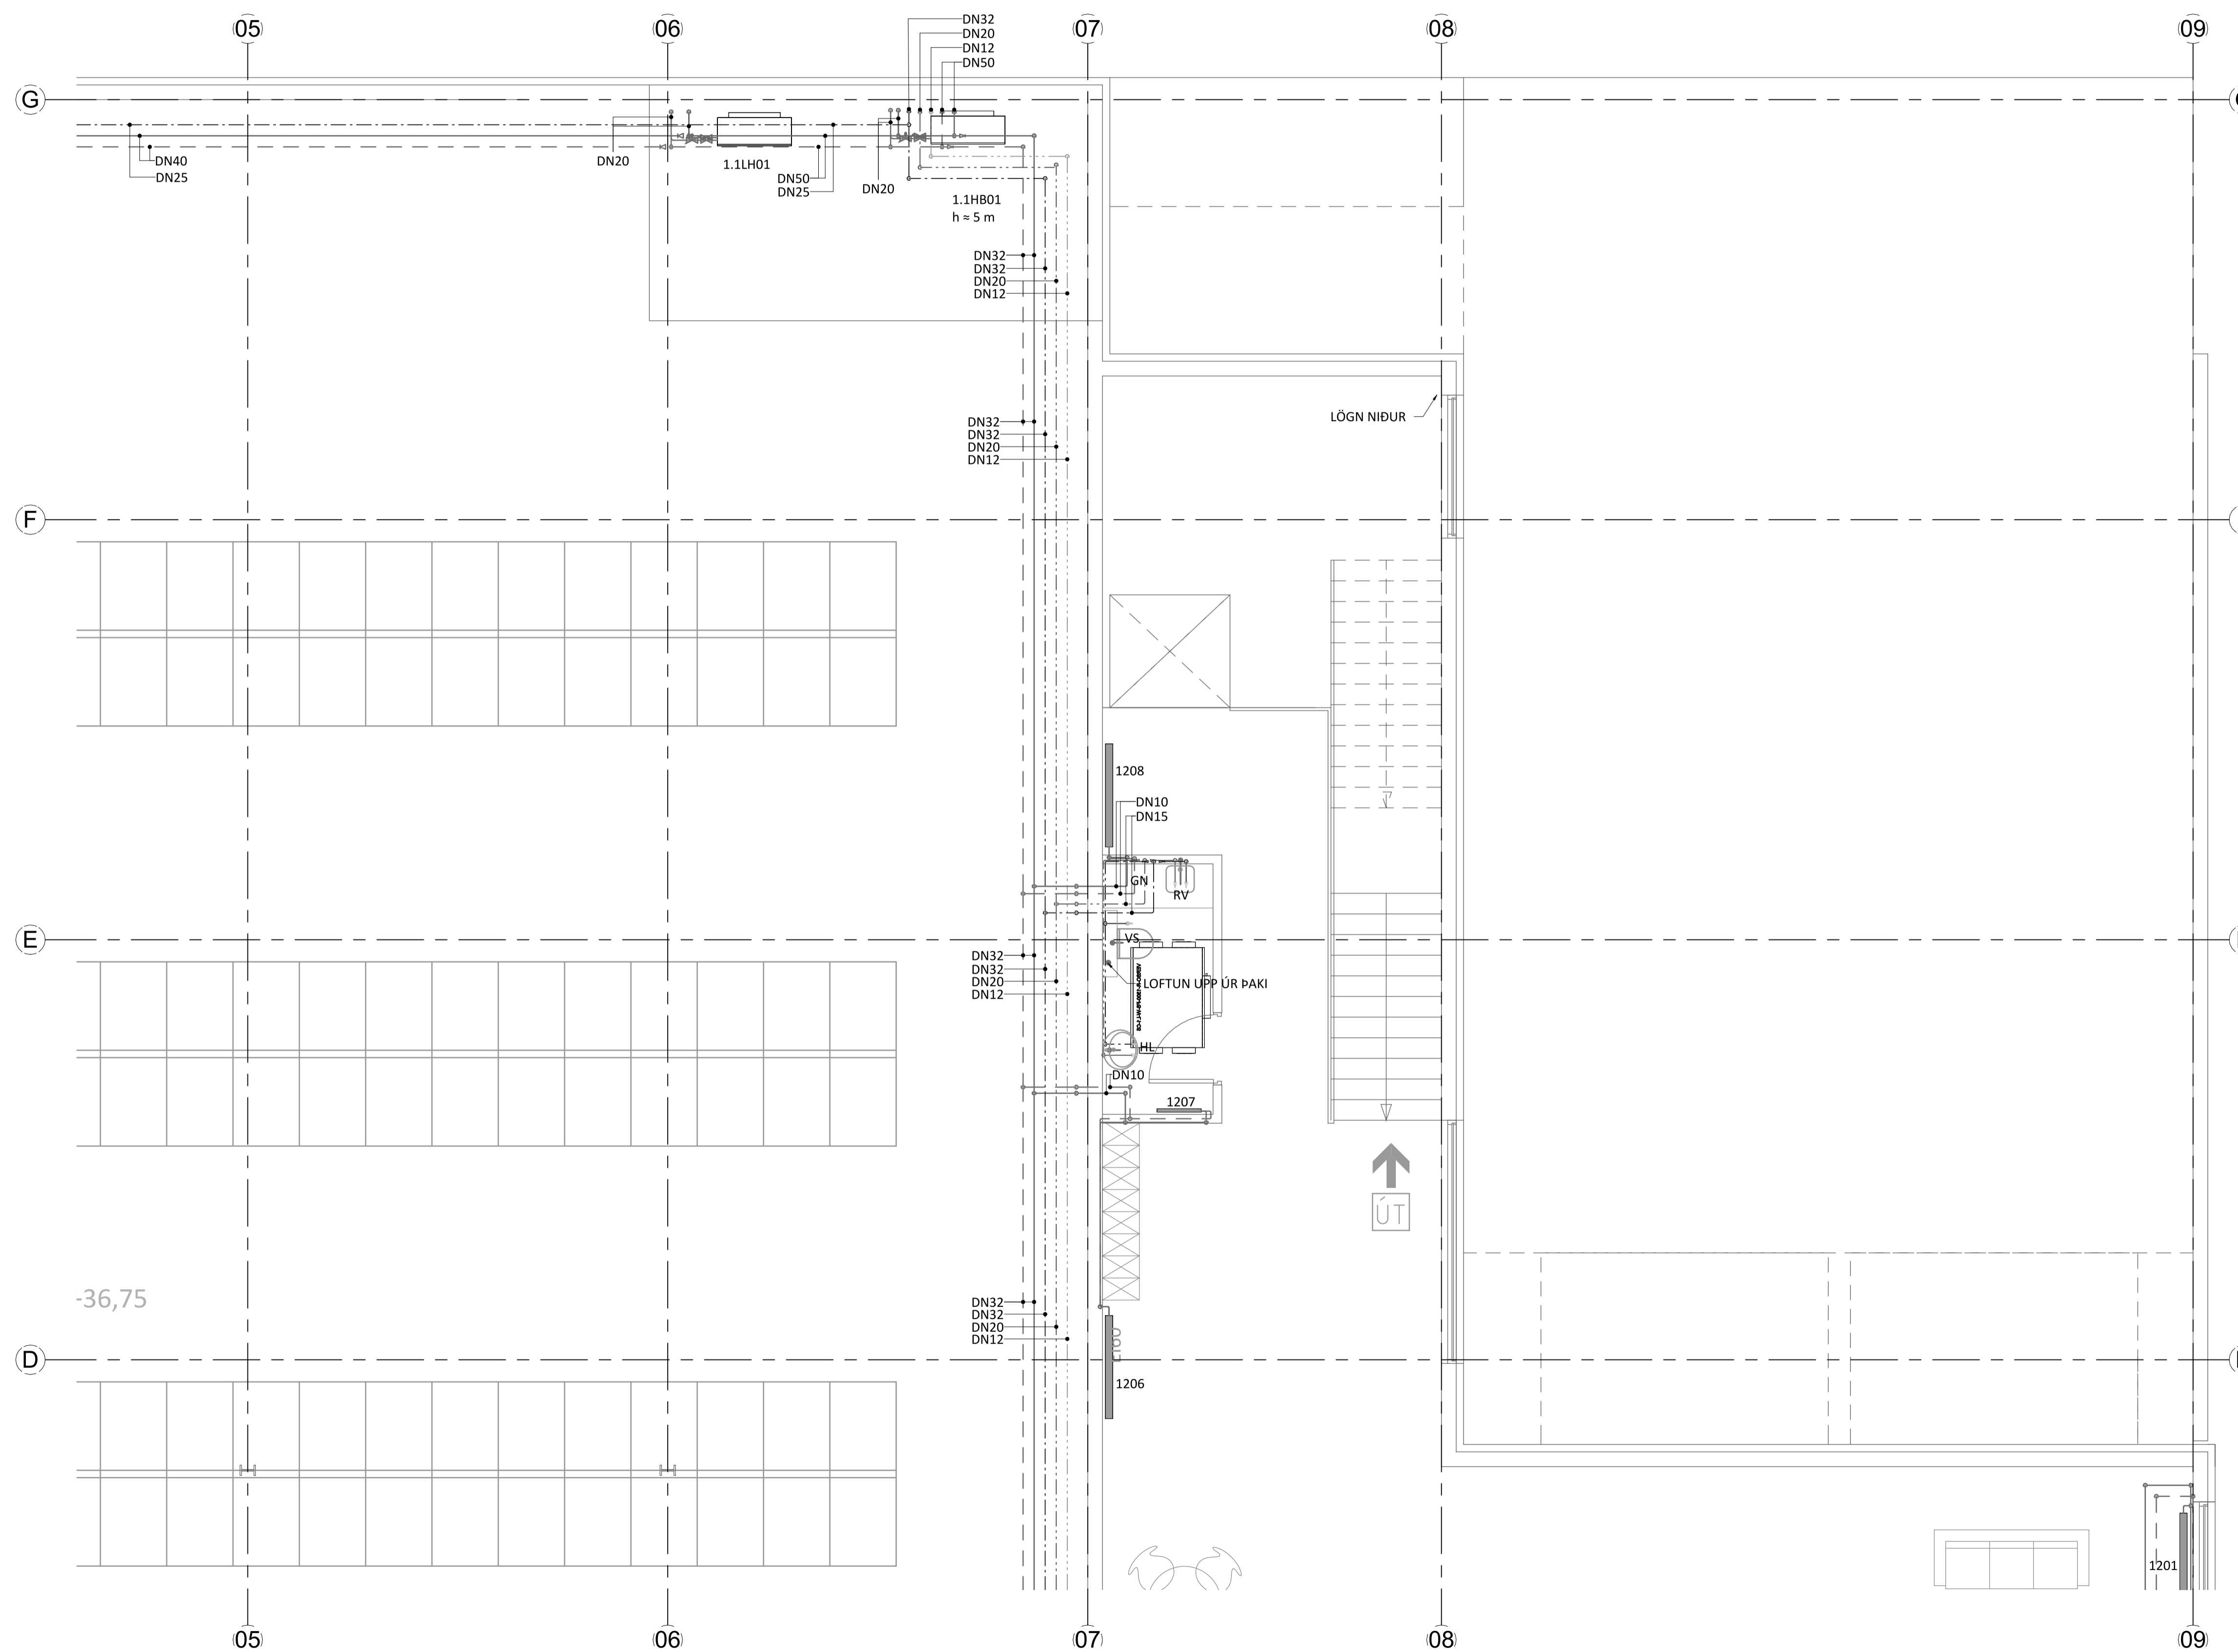 05
06
07
08
09
DN32
DN20
DN12
DN50
G
DN40
DN25
DN20
1.1LH01
DN50
DN25
DN20
1.1HB01
h ≈ 5 m
DN32
DN32
DN20
DN12
LÖGN NIÐUR
DN32
DN32
DN20
DN12
F
1208
DN10
DN15
GN
RV
E
VS
DN32
DN32
DN20
DN12
LOFTUN UPP ÚR ÞAKI
HL
DN10
1207
ÚT
-36,75
DN32
DN32
DN20
DN12
D
1206
1201
05
06
07
08
09